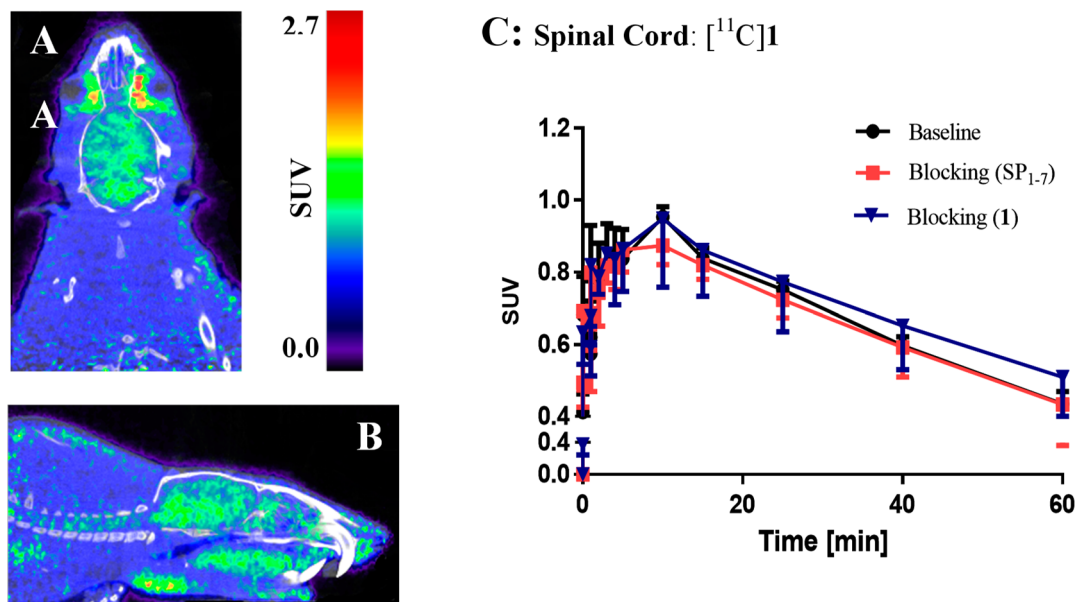 A
A
2.7
SUV
0.0
B
C: Spinal Cord: [¹¹C]1
Baseline
Blocking (SP₁₋₇)
Blocking (1)
1.2
1.0
0.8
0.6
0.4
0.4
0.0
SUV
0
20
40
60
Time [min]